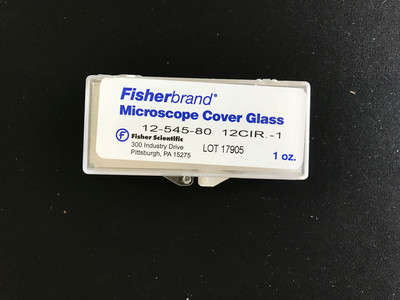 Fisherbrand®
Microscope Cover Glass
12-545-80 12CIR.-1
Fisher Scientific
300 Industry Drive
Pittsburgh, PA 15275
LOT 17905
1 oz.